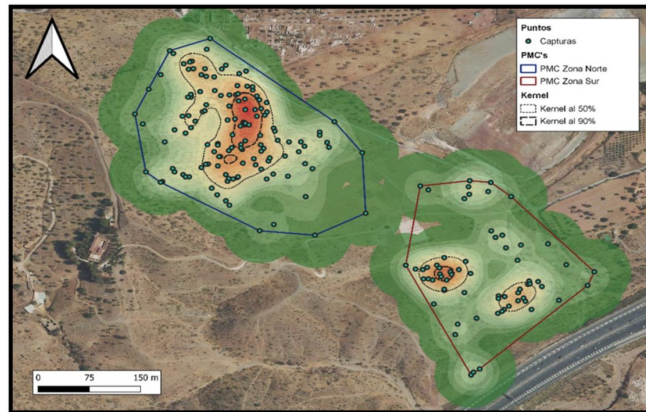 Puntos
Capturas
PMC's
PMC Zona Norte
PMC Zona Sur
Kernel
Kernel al 50%
Kernel al 90%
0 75 150 m